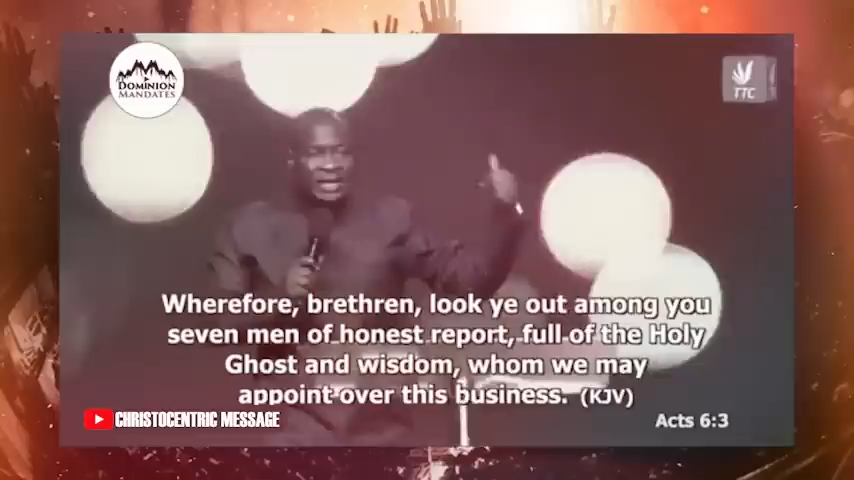 DOMINION
MANDATES
TTC
Wherefore, brethren, look ye out among you
seven men of honest report, full of the Holy
Ghost and wisdom, whom we may
appoint over this business. (KJV)
CHRISTOCENTRIC MESSAGE
Acts 6:3